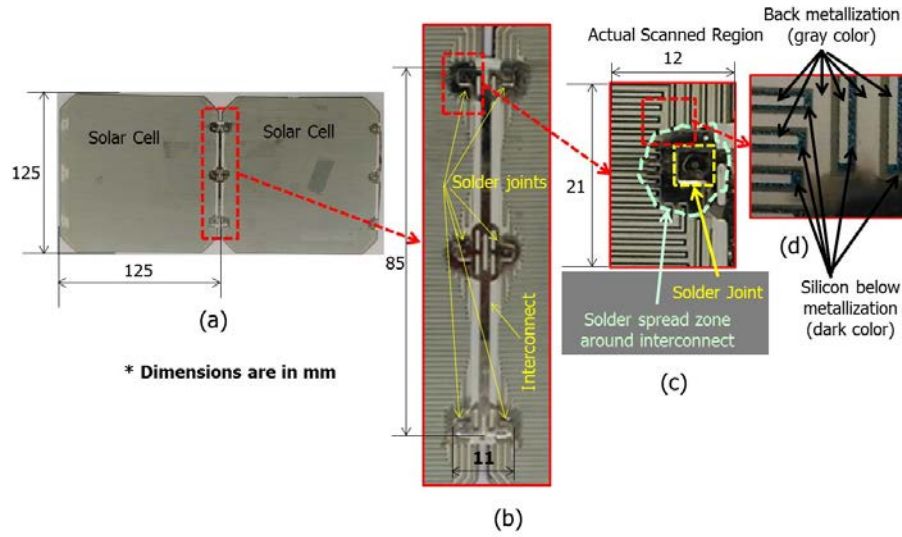 125
125
Solar Cell
Solar Cell
(a)
* Dimensions are in mm
85
Solder joints
Interconnect
11
(b)
Actual Scanned Region
12
21
Solder Joint
Solder spread zone
around interconnect
(c)
Back metallization
(gray color)
(d)
Silicon below
metallization
(dark color)